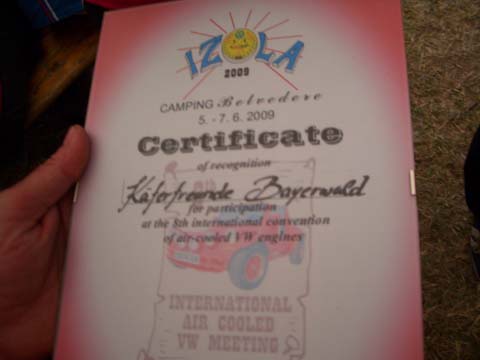 IZOLA
2009
CAMPING Belvedere
5. - 7. 6. 2009
Certificate
of recognition
Käferfreunde Bayerwald
for participation
at the 8th international convention
of air-cooled VW engines
INTERNATIONAL
AIR COOLED
VW MEETING